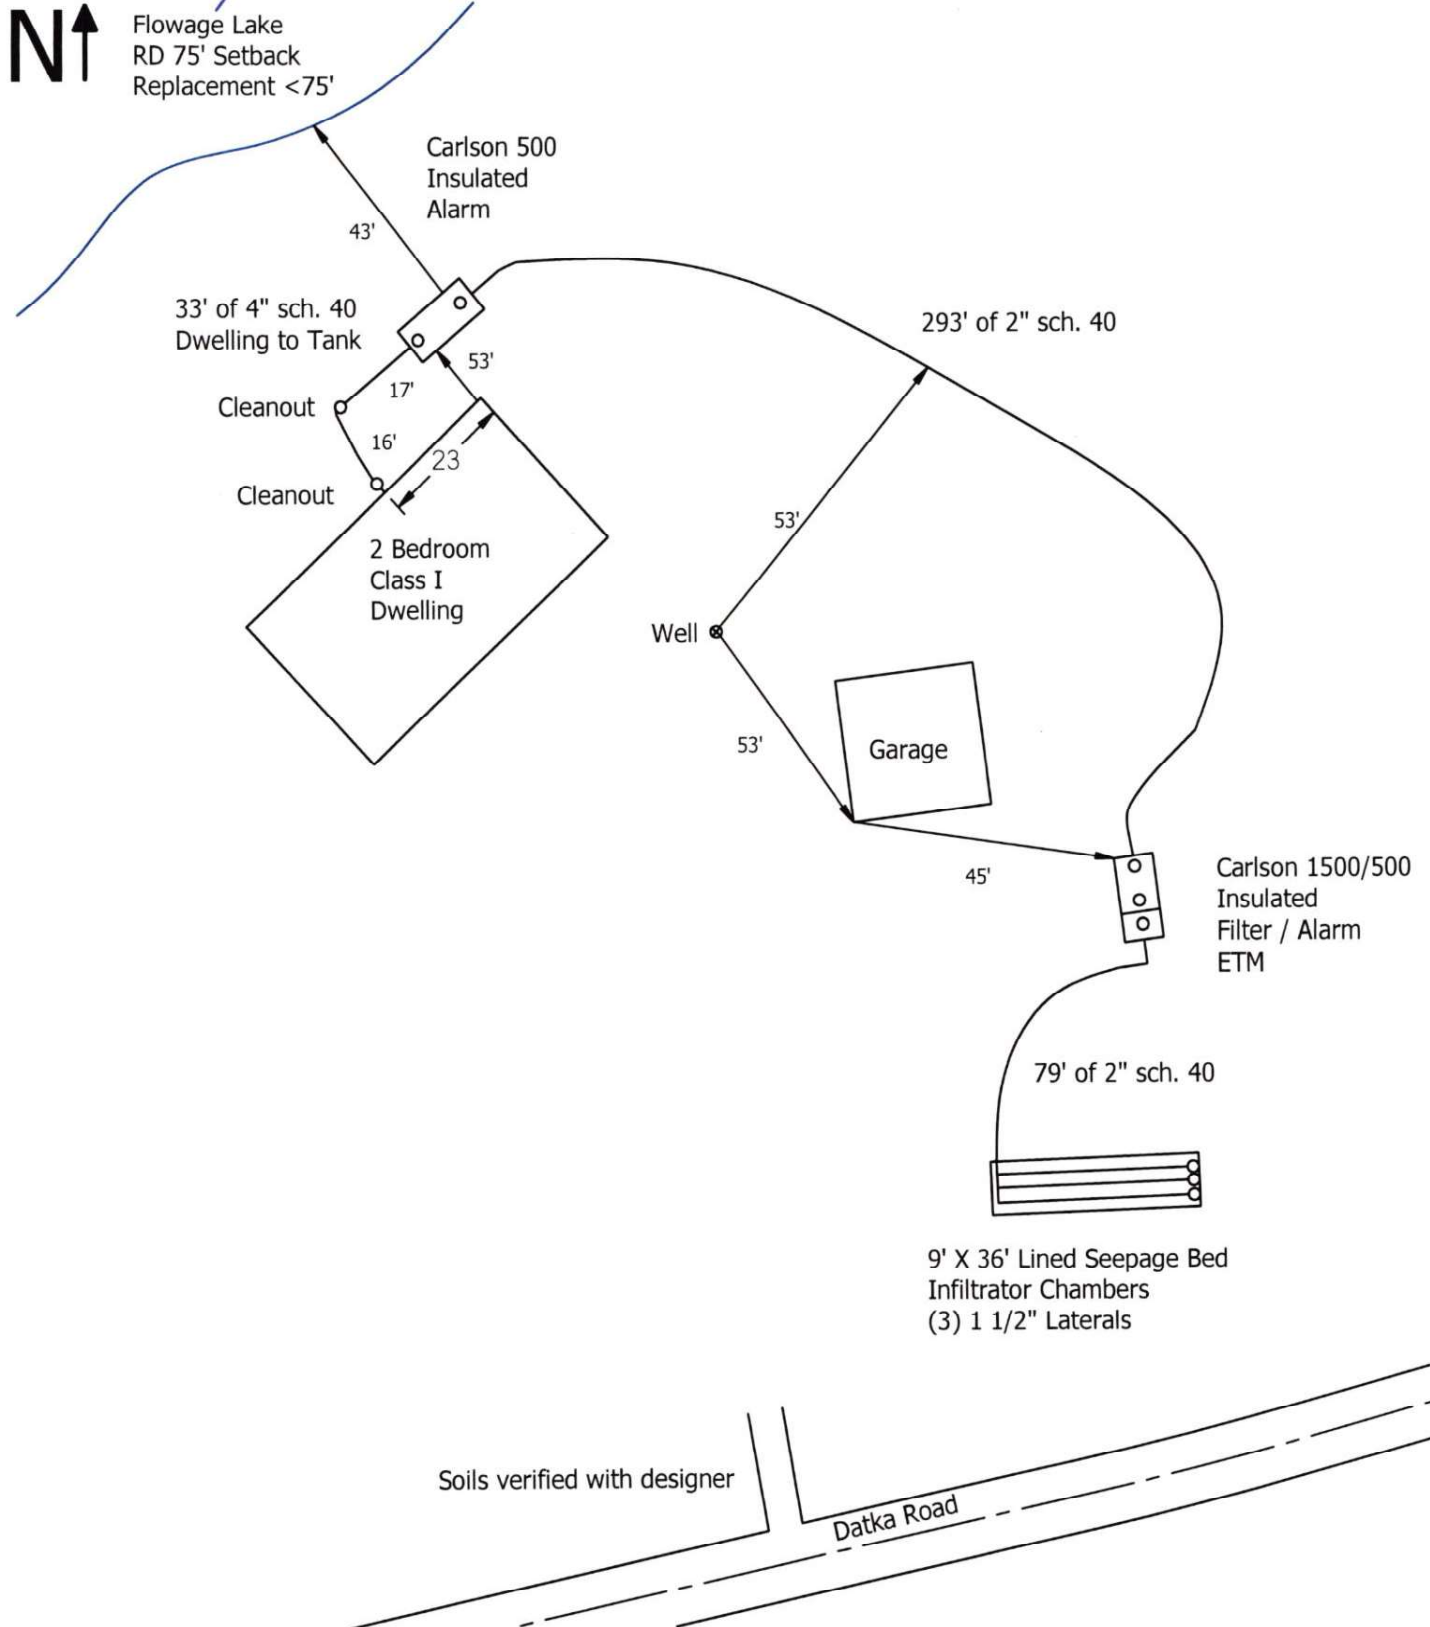 N
Flowage Lake
RD 75' Setback
Replacement <75'
Carlson 500
Insulated
Alarm
43'
33' of 4" sch. 40
Dwelling to Tank
293' of 2" sch. 40
53'
17'
Cleanout
16'
23
Cleanout
53'
2 Bedroom
Class I
Dwelling
Well
53'
Garage
45'
Carlson 1500/500
Insulated
Filter / Alarm
ETM
79' of 2" sch. 40
9' X 36' Lined Seepage Bed
Infiltrator Chambers
(3) 1 1/2" Laterals
Soils verified with designer
Datka Road